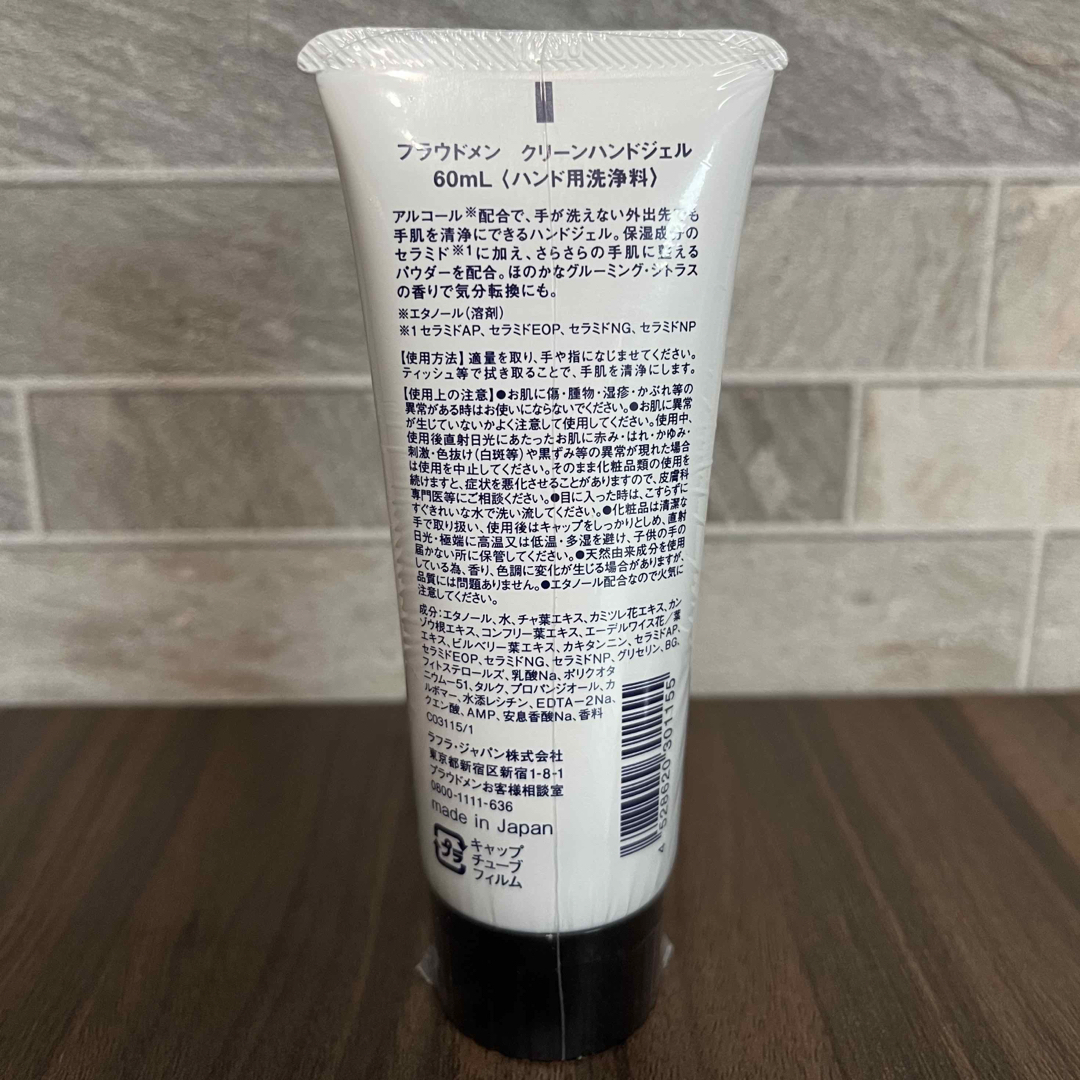 プラウドメン クリーンハンドジェル
60mL〈ハンド用洗浄料〉
アルコール※配合で、手が洗えない外出先でも
手肌を清浄にできるハンドジェル。保湿成分の
セラミド※1に加え、さらさらの手肌に整える
パウダーを配合。ほのかなグルーミング・シトラス
の香りで気分転換にも。
※エタノール(溶剤)
※1 セラミドAP、セラミドEOP、セラミドNG、セラミドNP
【使用方法】適量を取り、手や指になじませてください。
ティッシュ等で拭き取ることで、手肌を清浄にします。
【使用上の注意】●お肌に傷・腫物・湿疹・かぶれ等の
異常がある時はお使いにならないでください。●お肌に異常
が生じていないかよく注意して使用してください。使用中、
使用後直射日光にあたったお肌に赤み・はれ・かゆみ・
刺激・色抜け(白斑等)や黒ずみ等の異常が現れた場合
は使用を中止してください。そのまま化粧品類の使用を
続けますと、症状を悪化させることがありますので、皮膚科
専門医等にご相談ください。●目に入った時は、こすらずに
すぐきれいな水で洗い流してください。●化粧品は清潔な
手で取り扱い、使用後はキャップをしっかりとしめ、直射
日光・極端に高温又は低温・多湿を避け、子供の手の
届かない所に保管してください。●天然由来成分を使用
している為、香り、色調に変化が生じる場合がありますが、
品質には問題ありません。●エタノール配合なので火気に
注意してください。
成分:エタノール、水、チャ葉エキス、カミツレ花エキス、カン
ゾウ根エキス、コンフリー葉エキス、エーデルワイス花/葉
エキス、ビルベリー葉エキス、カキタンニン、セラミドAP、
セラミドEOP、セラミドNG、セラミドNP、グリセリン、BG、
フィトステロールズ、乳酸Na、ポリクオタ
ニウム-51、タルク、プロパンジオール、カ
ルボマー、水添レシチン、EDTA-2Na、
クエン酸、AMP、安息香酸Na、香料
C03115/1
ラフラ・ジャパン株式会社
東京都新宿区新宿1-8-1
プラウドメンお客様相談室
0800-1111-636
made in Japan
プラ
キャップ
チューブ
フィルム
4 528620 301155